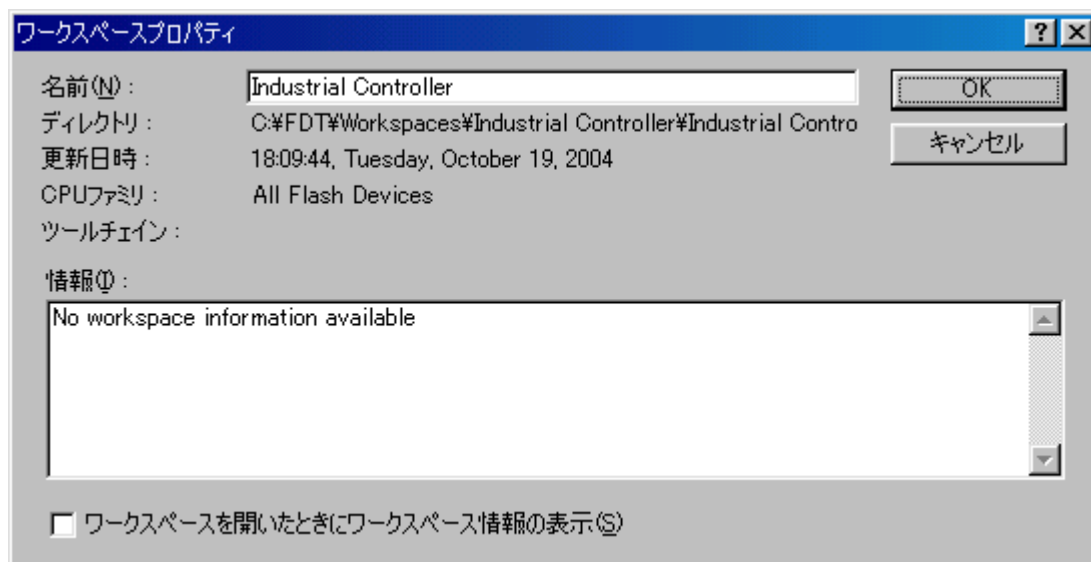 ワークスペースプロパティ
名前(N)： Industrial Controller
OK
ディレクトリ： C:¥FDT¥Workspaces¥Industrial Controller¥Industrial Contro
キャンセル
更新日時： 18:09:44, Tuesday, October 19, 2004
CPUファミリ： All Flash Devices
ツールチェイン：
情報(I)：
No workspace information available
ワークスペースを開いたときにワークスペース情報の表示(S)